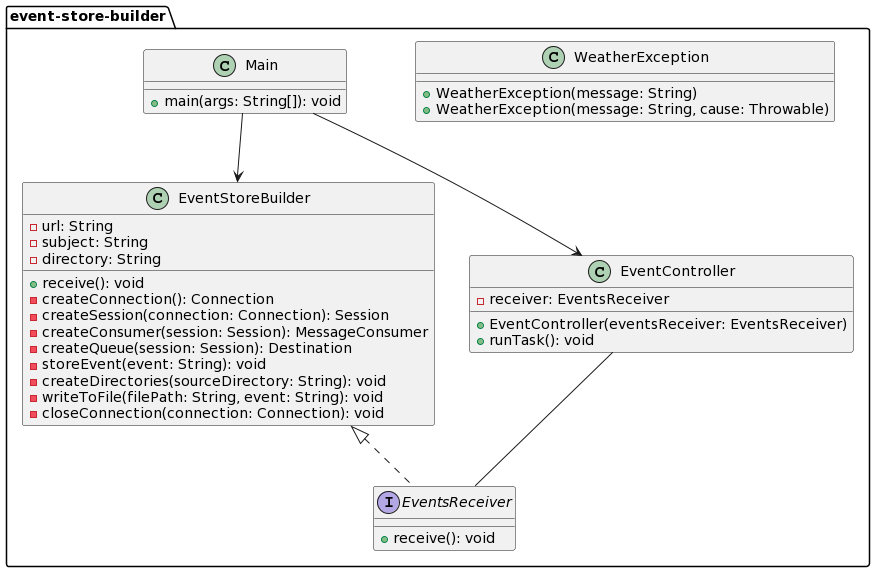 event-store-builder
C Main
main(args: String[]): void
C WeatherException
WeatherException(message: String)
WeatherException(message: String, cause: Throwable)
C EventStoreBuilder
url: String
subject: String
directory: String
receive(): void
createConnection(): Connection
createSession(connection: Connection): Session
createConsumer(session: Session): MessageConsumer
createQueue(session: Session): Destination
storeEvent(event: String): void
createDirectories(sourceDirectory: String): void
writeToFile(filePath: String, event: String): void
closeConnection(connection: Connection): void
C EventController
receiver: EventsReceiver
EventController(eventsReceiver: EventsReceiver)
runTask(): void
I EventsReceiver
receive(): void